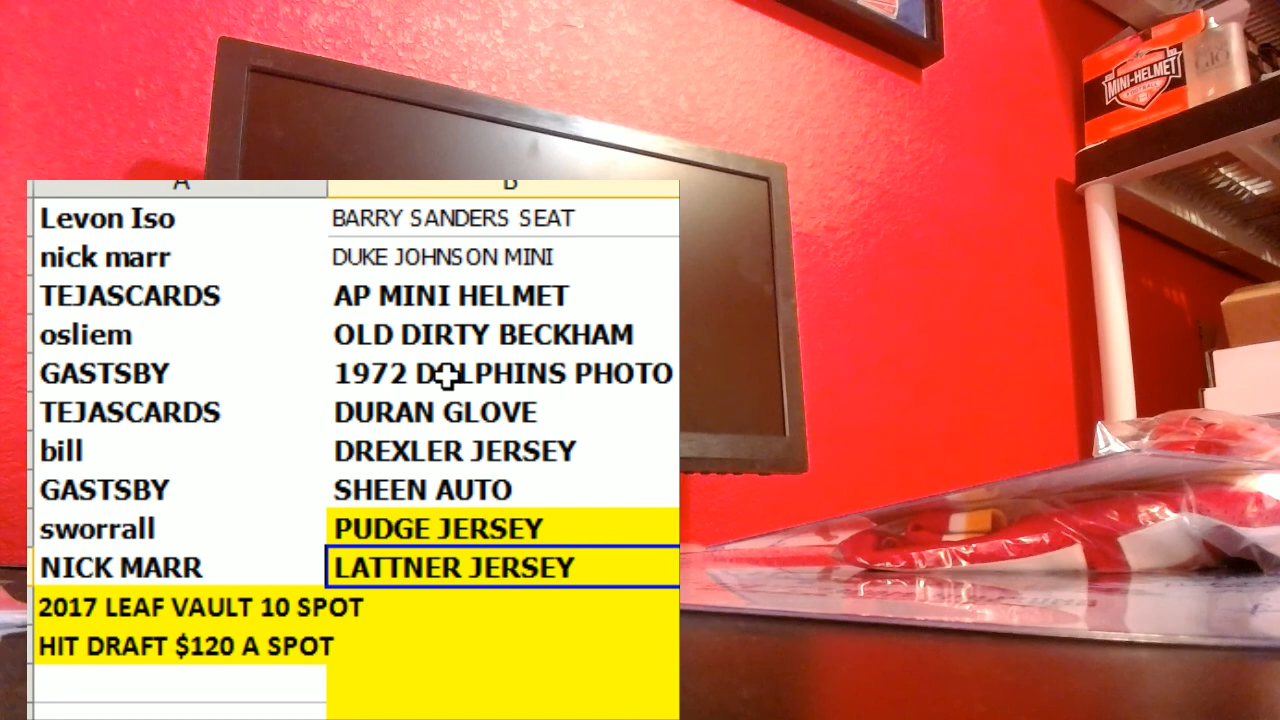 A B
Levon Iso BARRY SANDERS SEAT
nick marr DUKE JOHNSON MINI
TEJASCARDS AP MINI HELMET
osliem OLD DIRTY BECKHAM
GASTSBY 1972 DOLPHINS PHOTO
TEJASCARDS DURAN GLOVE
bill DREXLER JERSEY
GASTSBY SHEEN AUTO
sworrall PUDGE JERSEY
NICK MARR LATTNER JERSEY
2017 LEAF VAULT 10 SPOT
HIT DRAFT $120 A SPOT
MINI-HELMET
FOOTBALL
GIO